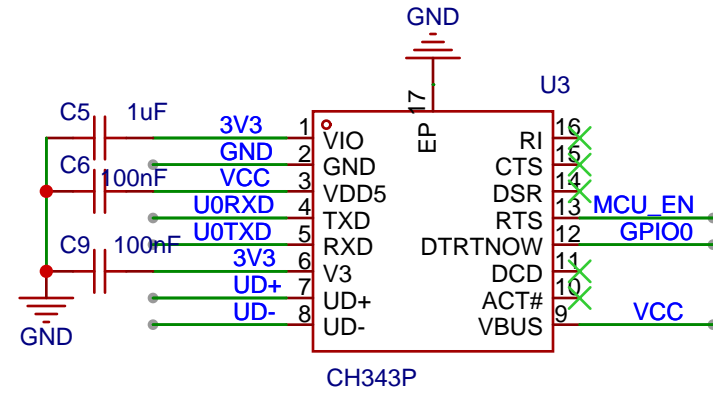 GND
U3
17
EP
C5 1uF
3V3 1 VIO
GND 2 GND
C6 100nF
VCC 3 VDD5
U0RXD 4 TXD
U0TXD 5 RXD
C9 100nF
3V3 6 V3
UD+ 7 UD+
UD- 8 UD-
GND
RI 16
CTS 15
DSR 14
RTS 13 MCU_EN
DTRTNOW 12 GPIO0
DCD 11
ACT# 10
VBUS 9 VCC
CH343P